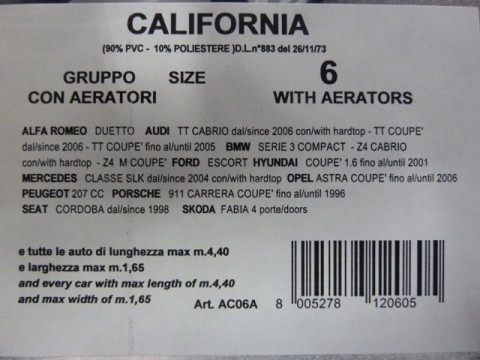 CALIFORNIA
(90% PVC - 10% POLIESTERE )D.L.n°883 del 26/11/73
GRUPPO SIZE 6
CON AERATORI WITH AERATORS
ALFA ROMEO DUETTO AUDI TT CABRIO dal/since 2006 con/with hardtop - TT COUPE'
dal/since 2006 - TT COUPE' fino al/until 2005 BMW SERIE 3 COMPACT - Z4 CABRIO
con/with hardtop - Z4 M COUPE' FORD ESCORT HYUNDAI COUPE' 1.6 fino al/until 2001
MERCEDES CLASSE SLK dal/since 2004 con/with hardtop OPEL ASTRA COUPE' fino al/until 2006
PEUGEOT 207 CC PORSCHE 911 CARRERA COUPE' fino al/until 1996
SEAT CORDOBA dal/since 1998 SKODA FABIA 4 porte/doors
e tutte le auto di lunghezza max m.4,40
e larghezza max m.1,65
and every car with max length of m.4,40
and max width of m.1,65
Art. AC06A
8 005278 120605